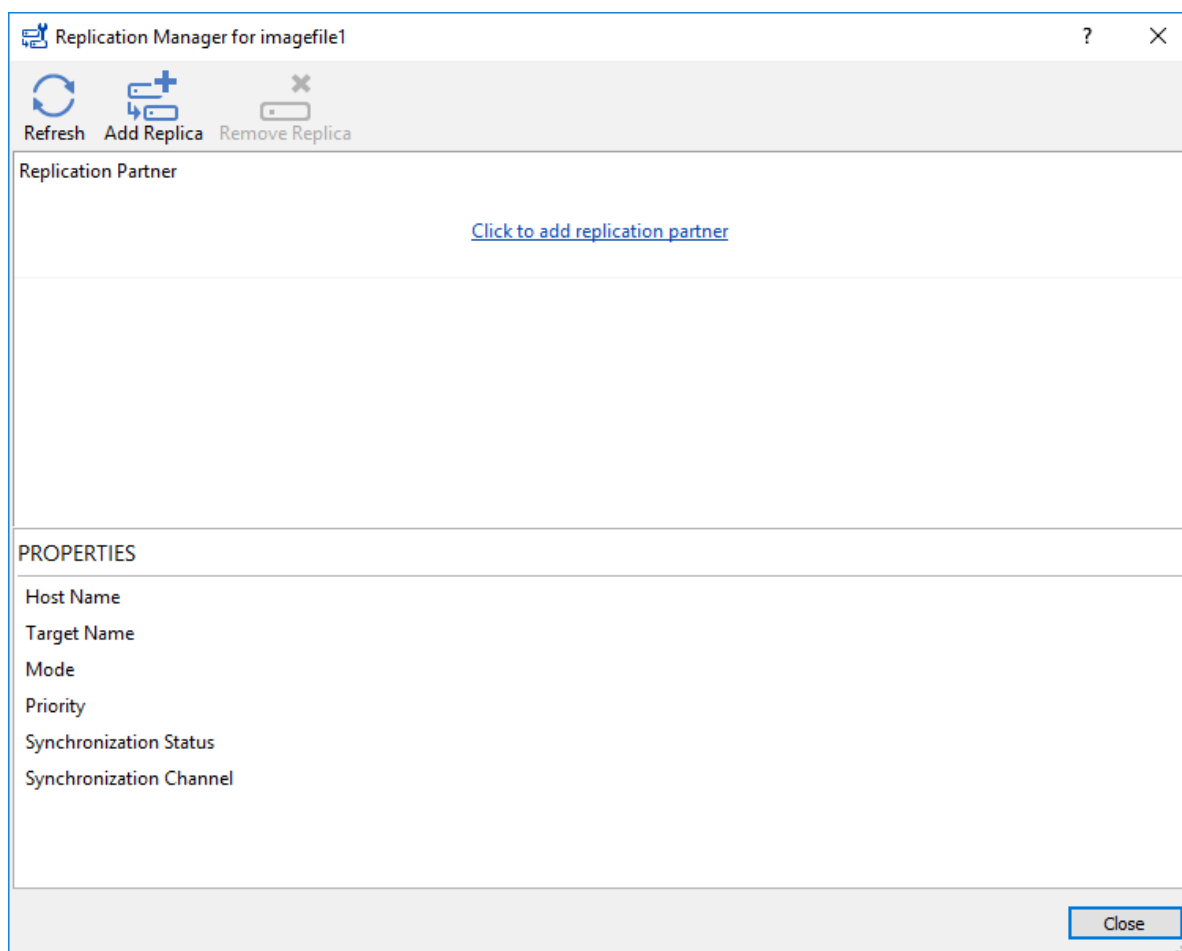 Replication Manager for imagefile1
?
Refresh Add Replica Remove Replica
Replication Partner
Click to add replication partner
PROPERTIES
Host Name
Target Name
Mode
Priority
Synchronization Status
Synchronization Channel
Close